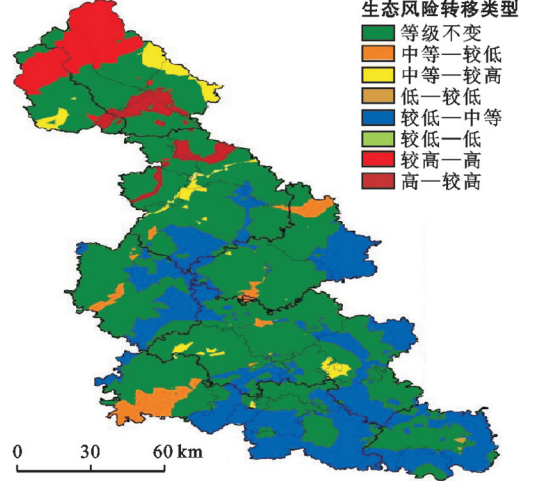 生态风险转移类型
等级不变
中等—较低
中等—较高
低—较低
较低—中等
较低—低
较高—高
高—较高
0 30 60 km